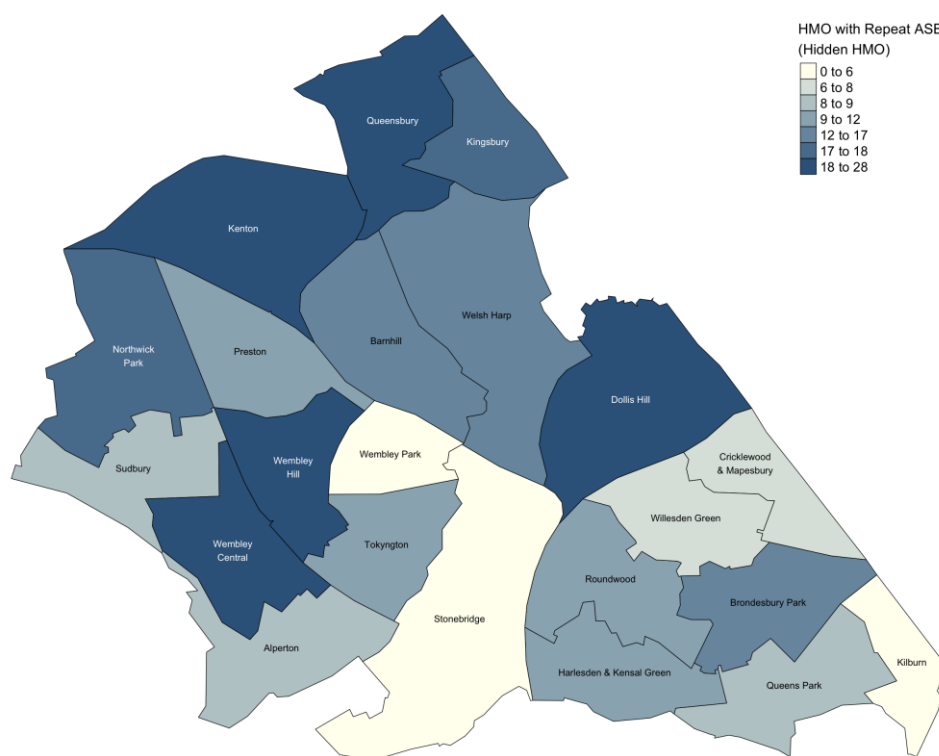 HMO with Repeat ASB
(Hidden HMO)
0 to 6
6 to 8
8 to 9
9 to 12
12 to 17
17 to 18
18 to 28
Queensbury
Kingsbury
Kenton
Welsh Harp
Barnhill
Northwick
Park
Preston
Dollis Hill
Wembley Park
Cricklewood
& Mapesbury
Sudbury
Wembley
Hill
Willesden Green
Wembley
Central
Tokyngton
Roundwood
Brondesbury Park
Stonebridge
Alperton
Kilburn
Harlesden & Kensal Green
Queens Park